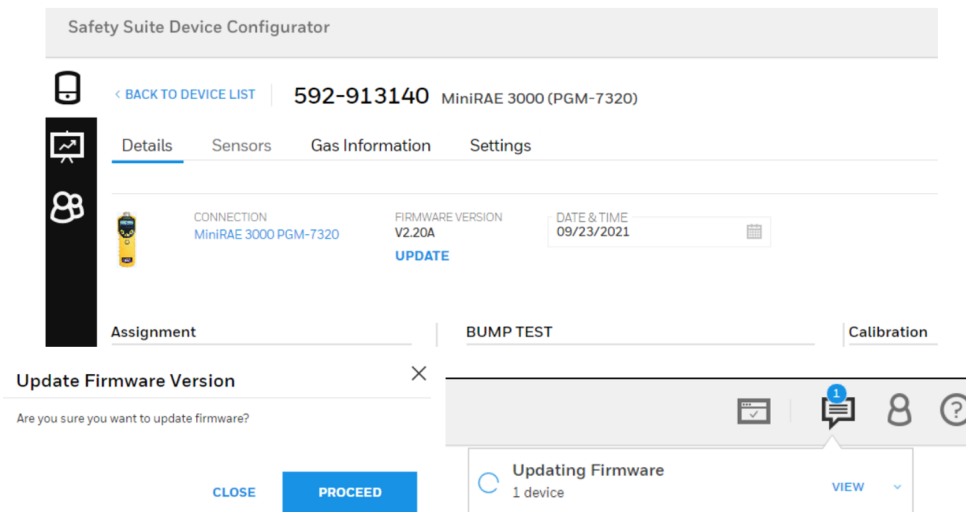 Safety Suite Device Configurator
< BACK TO DEVICE LIST 592-913140 MiniRAE 3000 (PGM-7320)
Details Sensors Gas Information Settings
CONNECTION FIRMWARE VERSION DATE & TIME
MiniRAE 3000 PGM-7320 V2.20A 09/23/2021
UPDATE
Assignment BUMP TEST Calibration
Update Firmware Version
Are you sure you want to update firmware?
CLOSE PROCEED
1
?
Updating Firmware
1 device
VIEW